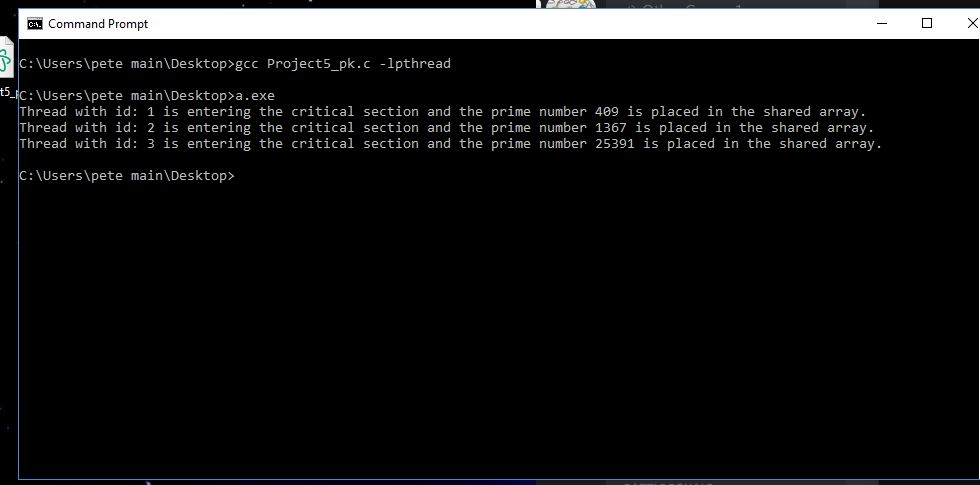 Command Prompt
C:\Users\pete main\Desktop>gcc Project5_pk.c -lpthread
C:\Users\pete main\Desktop>a.exe
Thread with id: 1 is entering the critical section and the prime number 409 is placed in the shared array.
Thread with id: 2 is entering the critical section and the prime number 1367 is placed in the shared array.
Thread with id: 3 is entering the critical section and the prime number 25391 is placed in the shared array.
C:\Users\pete main\Desktop>